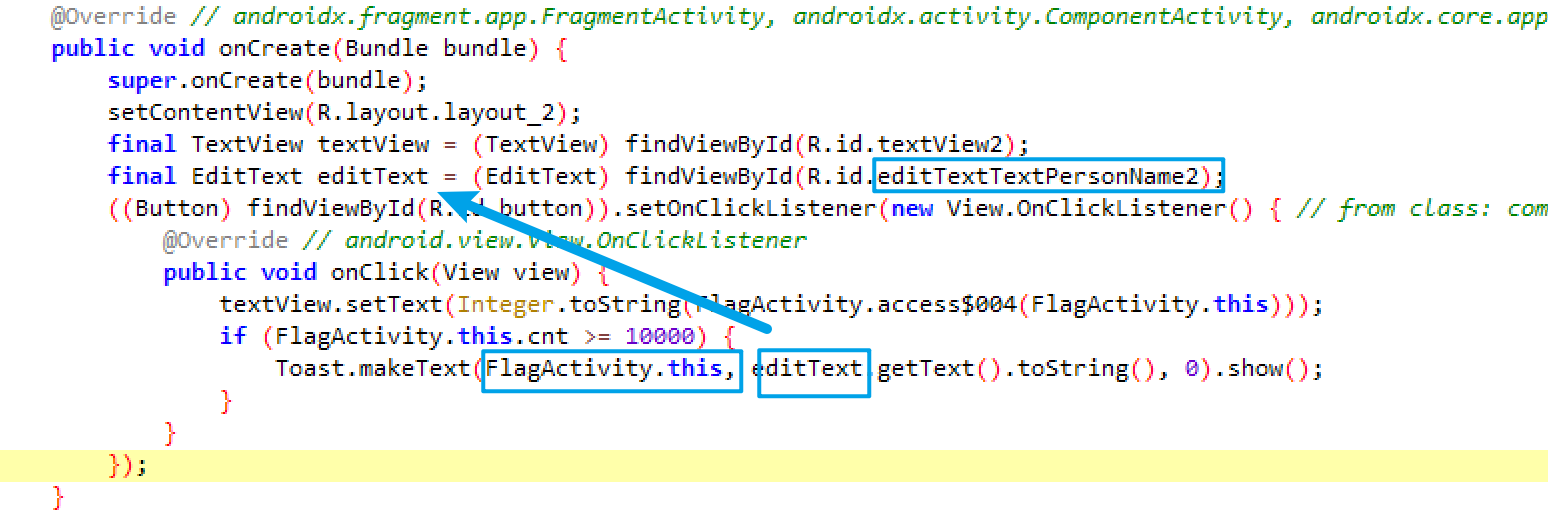 @Override // androidx.fragment.app.FragmentActivity, androidx.activity.ComponentActivity, androidx.core.app
public void onCreate(Bundle bundle) {
super.onCreate(bundle);
setContentView(R.layout.layout_2);
final TextView textView = (TextView) findViewById(R.id.textView2);
final EditText editText = (EditText) findViewById(R.id.editTextTextPersonName2);
((Button) findViewById(R.id.button)).setOnClickListener(new View.OnClickListener() { // from class: com
@Override // android.view.View.OnClickListener
public void onClick(View view) {
textView.setText(Integer.toString(FlagActivity.access$004(FlagActivity.this)));
if (FlagActivity.this.cnt >= 10000) {
Toast.makeText(FlagActivity.this, editText.getText().toString(), 0).show();
}
}
});
}